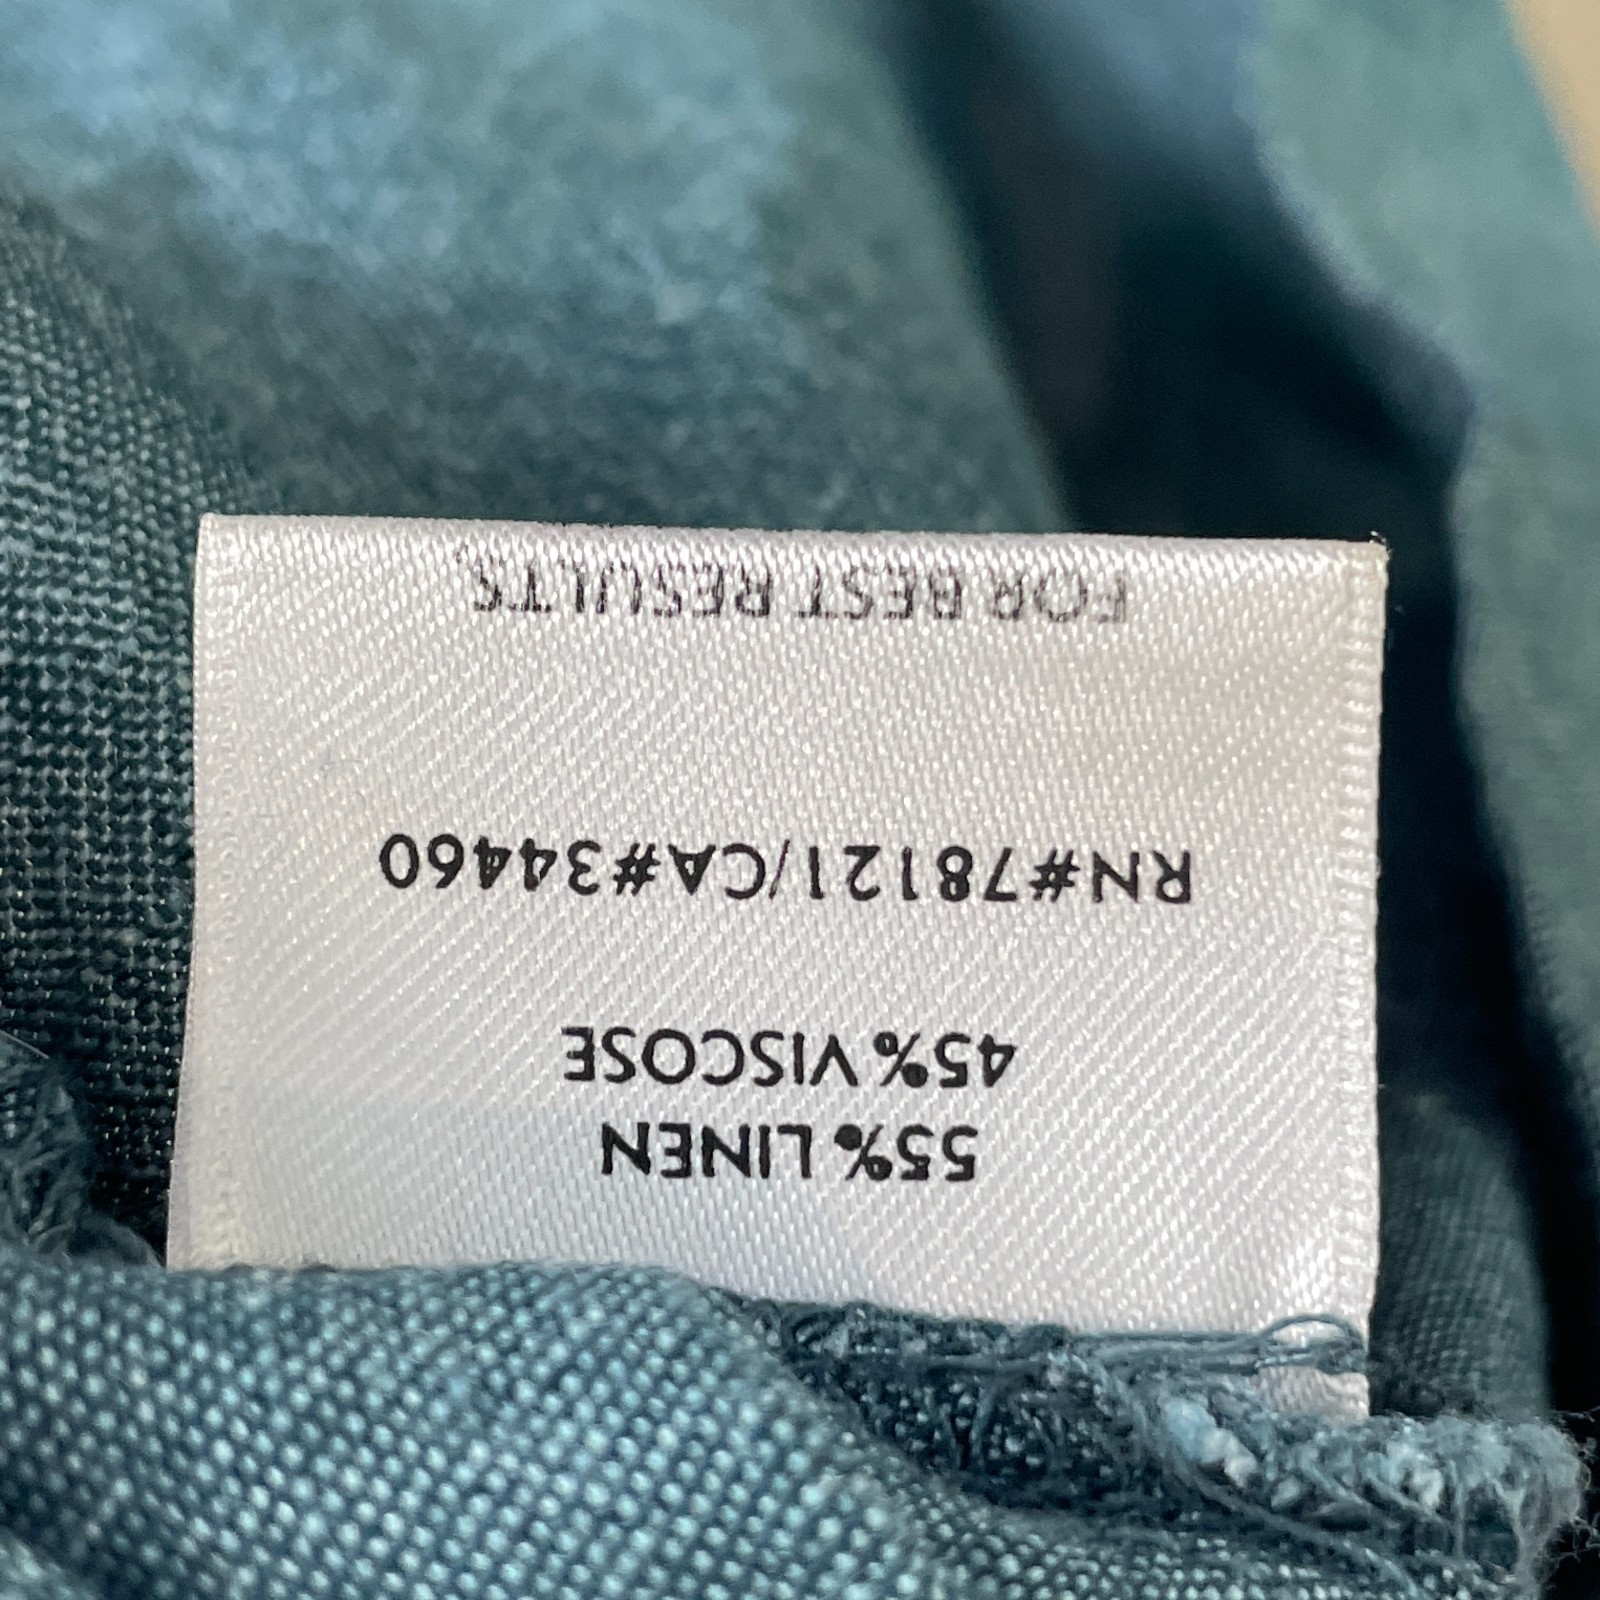 55% LINEN
45% VISCOSE
RN#78121/CA#34460
FOR BEST RESULTS.